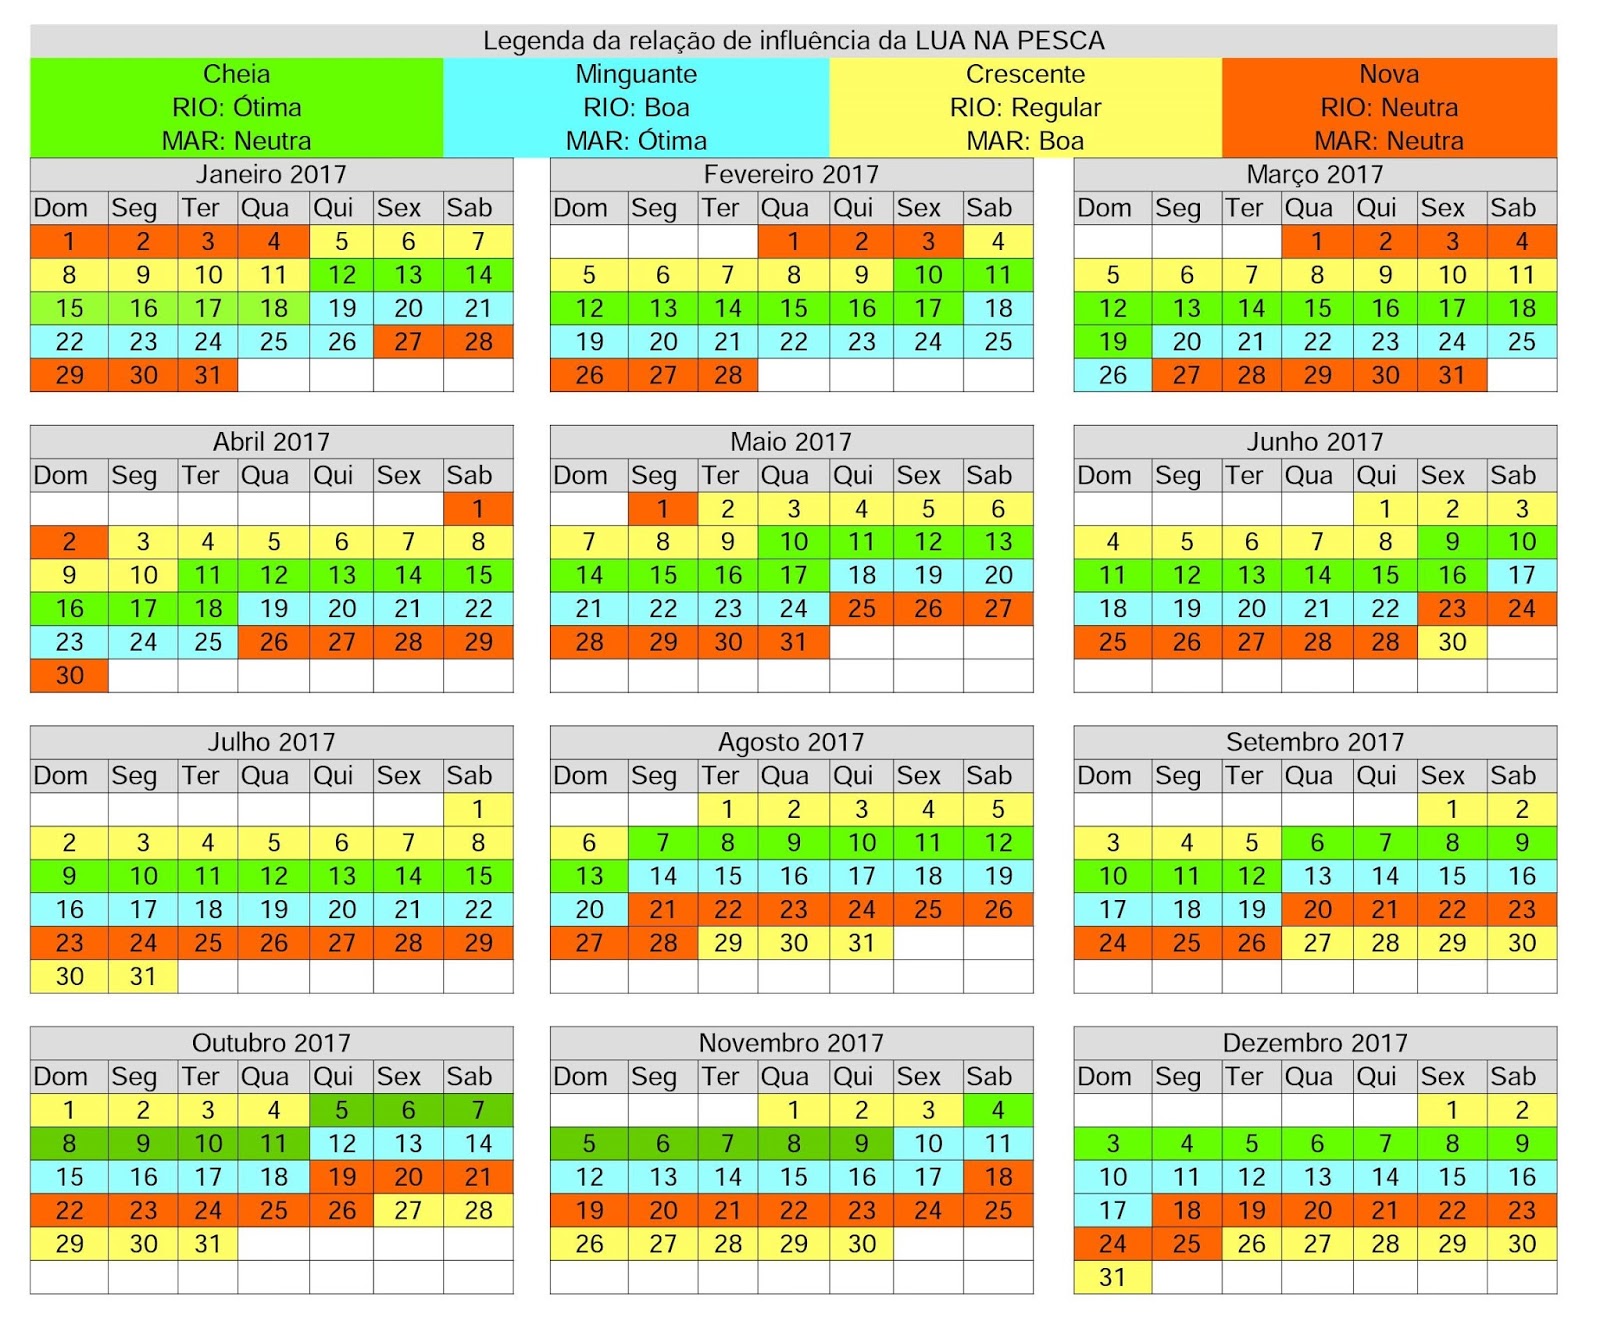 Legenda da relação de influência da LUA NA PESCA
Cheia
RIO: Ótima
MAR: Neutra
Minguante
RIO: Boa
MAR: Ótima
Crescente
RIO: Regular
MAR: Boa
Nova
RIO: Neutra
MAR: Neutra
Janeiro 2017
Dom Seg Ter Qua Qui Sex Sab
1 2 3 4 5 6 7
8 9 10 11 12 13 14
15 16 17 18 19 20 21
22 23 24 25 26 27 28
29 30 31
Fevereiro 2017
Dom Seg Ter Qua Qui Sex Sab
1 2 3 4
5 6 7 8 9 10 11
12 13 14 15 16 17 18
19 20 21 22 23 24 25
26 27 28
Março 2017
Dom Seg Ter Qua Qui Sex Sab
1 2 3 4
5 6 7 8 9 10 11
12 13 14 15 16 17 18
19 20 21 22 23 24 25
26 27 28 29 30 31
Abril 2017
Dom Seg Ter Qua Qui Sex Sab
1
2 3 4 5 6 7 8
9 10 11 12 13 14 15
16 17 18 19 20 21 22
23 24 25 26 27 28 29
30
Maio 2017
Dom Seg Ter Qua Qui Sex Sab
1 2 3 4 5 6
7 8 9 10 11 12 13
14 15 16 17 18 19 20
21 22 23 24 25 26 27
28 29 30 31
Junho 2017
Dom Seg Ter Qua Qui Sex Sab
1 2 3
4 5 6 7 8 9 10
11 12 13 14 15 16 17
18 19 20 21 22 23 24
25 26 27 28 28 30
Julho 2017
Dom Seg Ter Qua Qui Sex Sab
1
2 3 4 5 6 7 8
9 10 11 12 13 14 15
16 17 18 19 20 21 22
23 24 25 26 27 28 29
30 31
Agosto 2017
Dom Seg Ter Qua Qui Sex Sab
1 2 3 4 5
6 7 8 9 10 11 12
13 14 15 16 17 18 19
20 21 22 23 24 25 26
27 28 29 30 31
Setembro 2017
Dom Seg Ter Qua Qui Sex Sab
1 2
3 4 5 6 7 8 9
10 11 12 13 14 15 16
17 18 19 20 21 22 23
24 25 26 27 28 29 30
Outubro 2017
Dom Seg Ter Qua Qui Sex Sab
1 2 3 4 5 6 7
8 9 10 11 12 13 14
15 16 17 18 19 20 21
22 23 24 25 26 27 28
29 30 31
Novembro 2017
Dom Seg Ter Qua Qui Sex Sab
1 2 3 4
5 6 7 8 9 10 11
12 13 14 15 16 17 18
19 20 21 22 23 24 25
26 27 28 29 30
Dezembro 2017
Dom Seg Ter Qua Qui Sex Sab
1 2
3 4 5 6 7 8 9
10 11 12 13 14 15 16
17 18 19 20 21 22 23
24 25 26 27 28 29 30
31